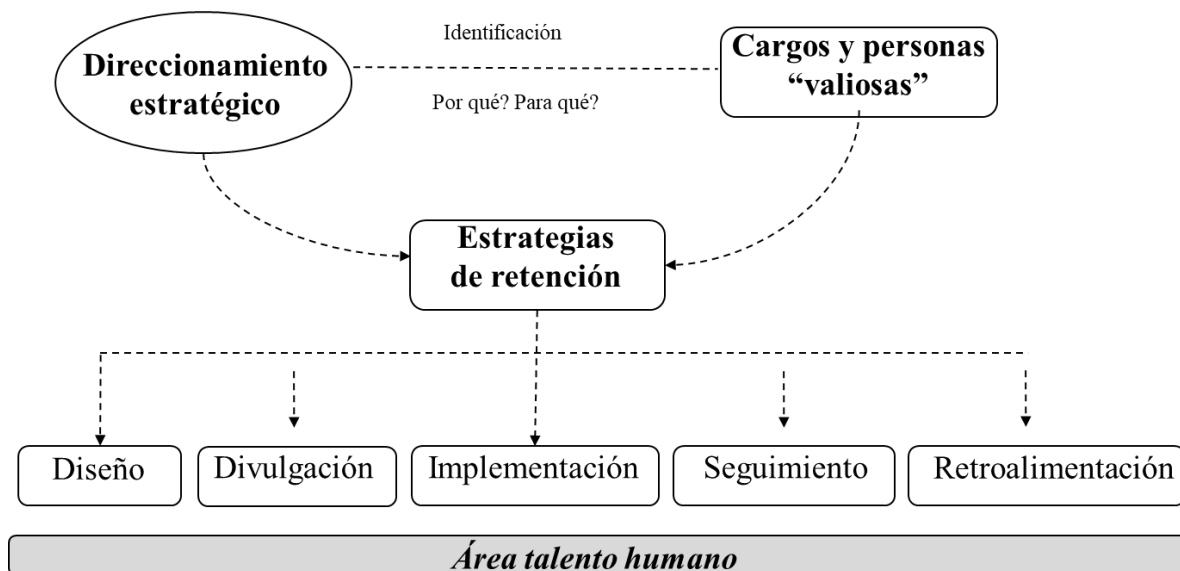 Identificación
Direccionamiento
estratégico
Por qué? Para qué?
Cargos y personas
“valiosas”
Estrategias
de retención
Diseño
Divulgación
Implementación
Seguimiento
Retroalimentación
Área talento humano